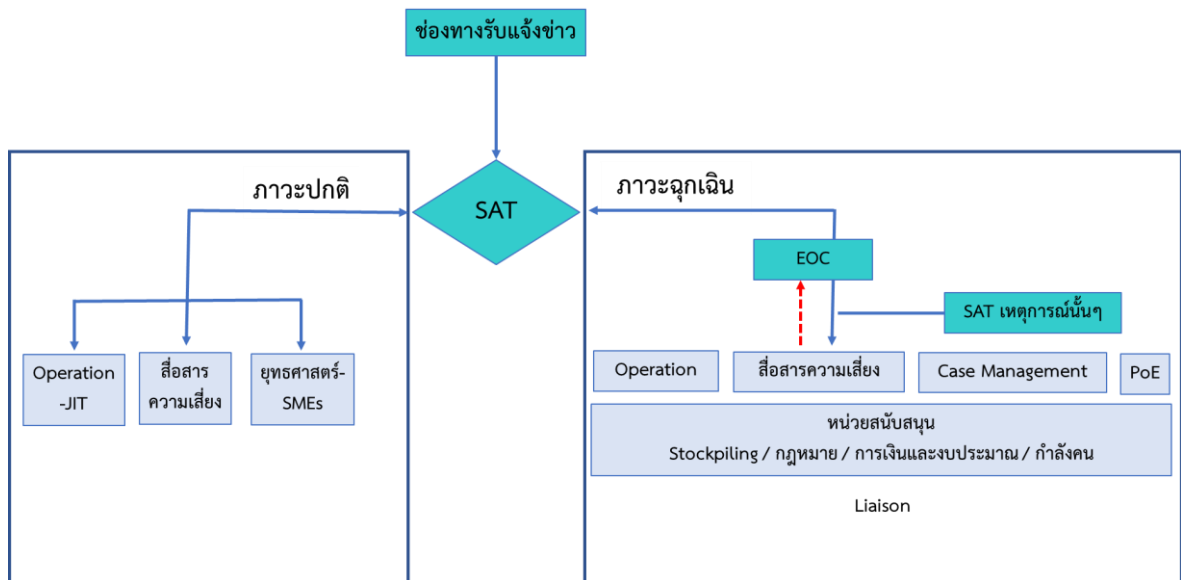 ช่องทางรับแจ้งข่าว
ภาวะปกติ
SAT
ภาวะฉุกเฉิน
EOC
SAT เหตุการณ์นั้นๆ
Operation
-JIT
สื่อสาร
ความเสี่ยง
ยุทธศาสตร์-
SMEs
Operation
สื่อสารความเสี่ยง
Case Management
PoE
หน่วยสนับสนุน
Stockpiling / กฎหมาย / การเงินและงบประมาณ / กำลังคน
Liaison